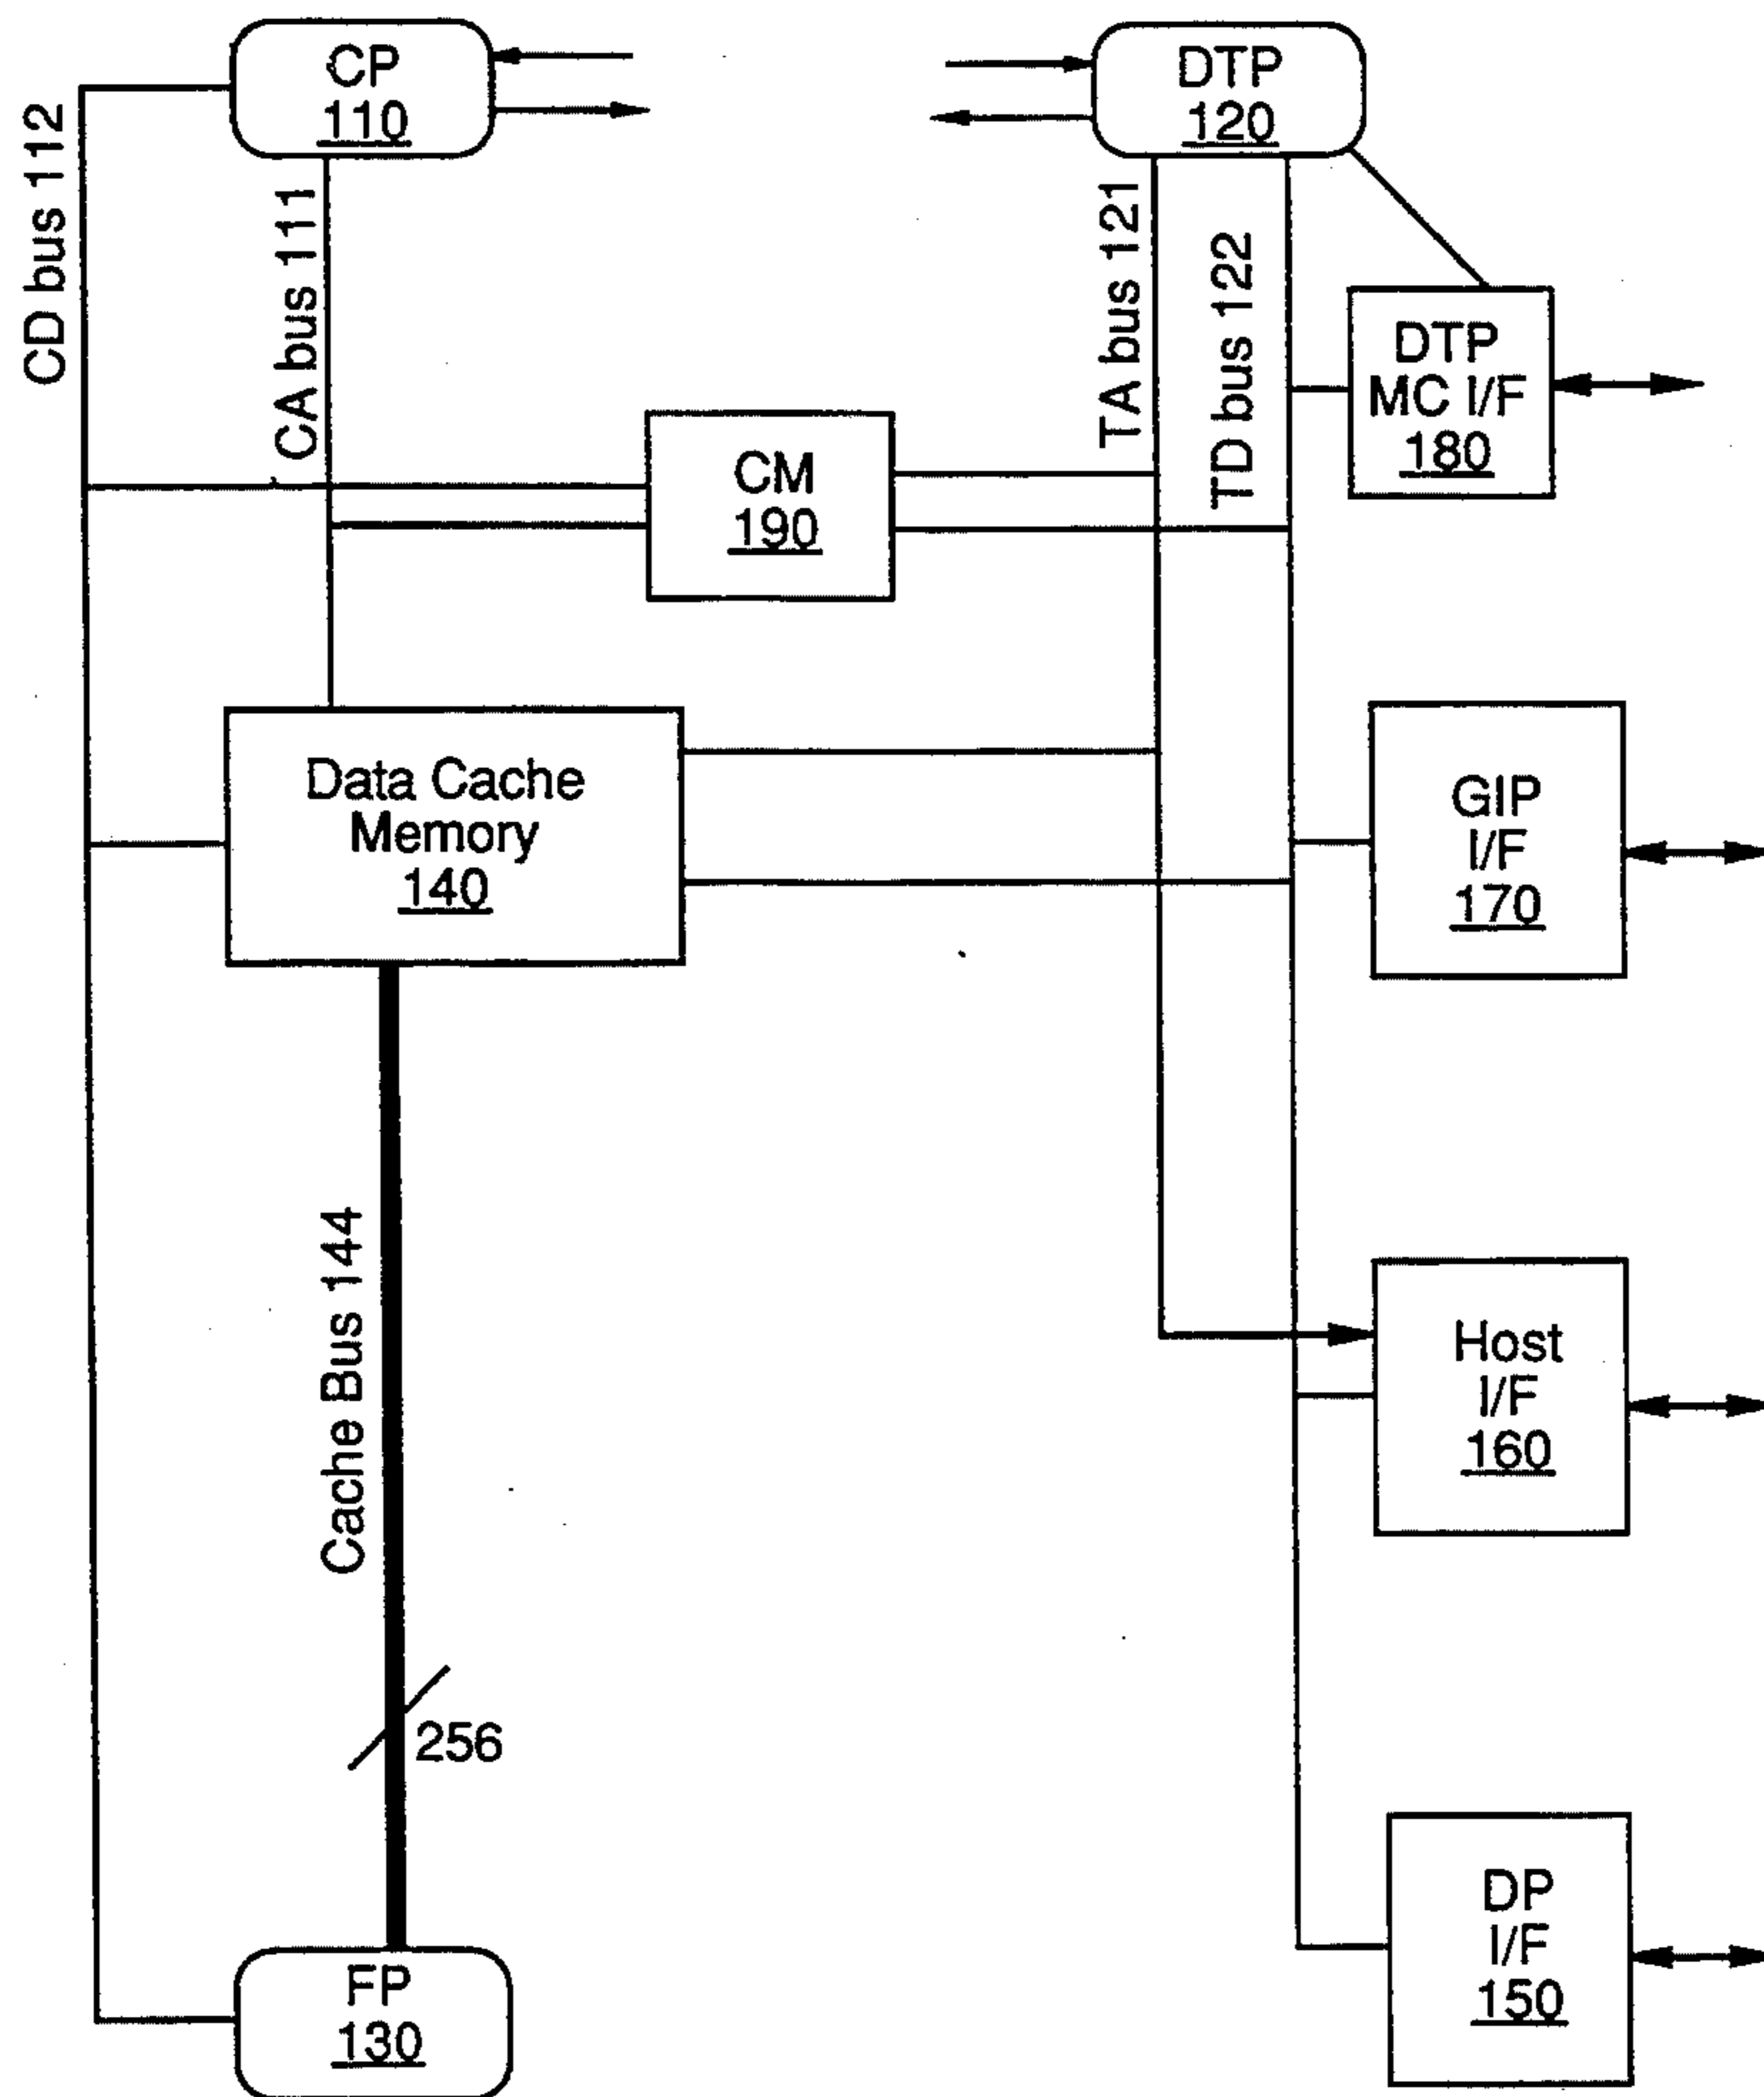 CP
110
DTP
120
CD bus 112
CA bus 111
TA bus 121
TD bus 122
DTP
MC I/F
180
CM
190
Data Cache
Memory
140
GIP
I/F
170
Cache Bus 144
Host
I/F
160
256
DP
I/F
150
FP
130